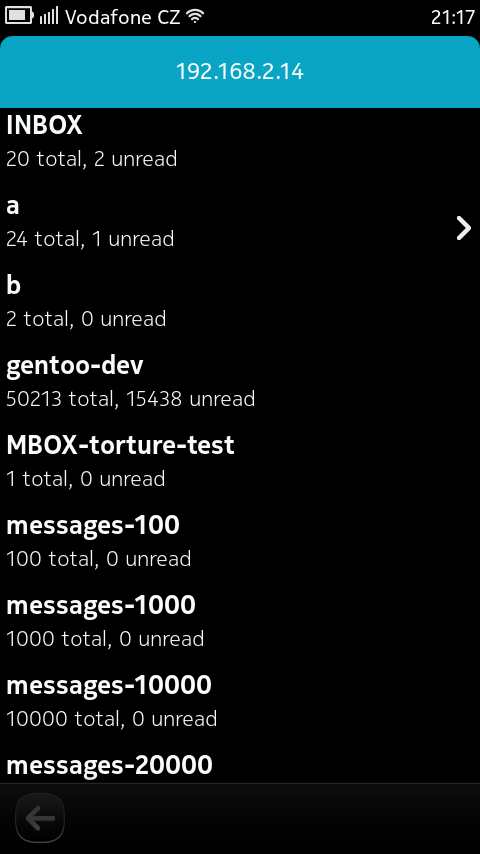 Vodafone CZ 21:17
192.168.2.14
INBOX
20 total, 2 unread
a
24 total, 1 unread
b
2 total, 0 unread
gentoo-dev
50213 total, 15438 unread
MBOX-torture-test
1 total, 0 unread
messages-100
100 total, 0 unread
messages-1000
1000 total, 0 unread
messages-10000
10000 total, 0 unread
messages-20000